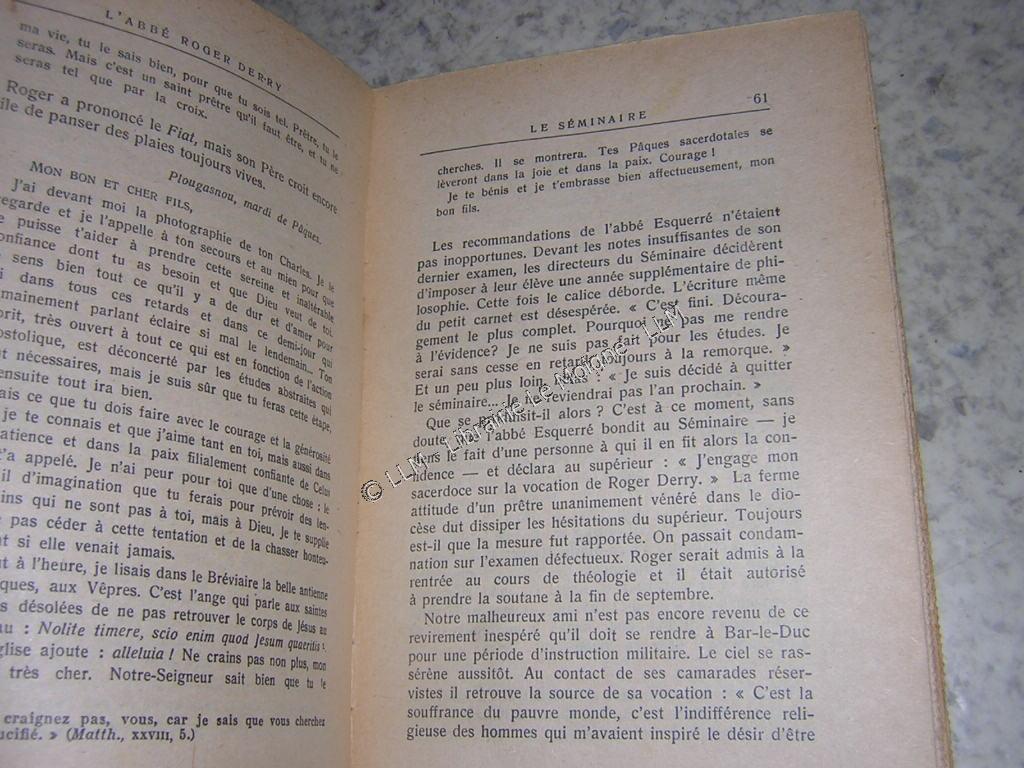 L'ABBÉ ROGER DERRY
ma vie, tu le sais bien, pour que tu sois tel. Prêtre, tu le
seras. Mais c'est un saint prêtre qu'il faut être, et tu ne
seras tel que par la croix.
Roger a prononcé le Fiat, mais son Père croit encore
ile de panser des plaies toujours vives.
Plougasnou, mardi de Pâques.
MON BON ET CHER FILS,
J'ai devant moi la photographie de ton Charles. Je le
regarde et je l'appelle à ton secours et au mien pour que
e puisse t'aider à prendre cette sereine et inaltérable
onfiance dont tu as besoin et que Dieu veut de toi.
sens bien tout ce qu'il y a de dur et d'amer pour
i dans tous ces retards et dans ce demi-jour qui
mainement parlant éclaire si mal le lendemain... Ton
prit, très ouvert à tout ce qui est en fonction de l'action
ostolique, est déconcerté par les études abstraites qui
t nécessaires, mais je suis sûr que tu feras cette étape,
ensuite tout ira bien.
ais ce que tu dois faire avec le courage et la générosité
je te connais et que j'aime tant en toi, mais aussi dans
atience et dans la paix filialement confiante de Celui
t'a appelé. Je n'ai peur pour toi que d'une chose : le
il d'imagination que tu ferais pour prévoir des len-
ins qui ne sont pas à toi, mais à Dieu. Je te supplie
e pas céder à cette tentation et de la chasser honteu-
nt si elle venait jamais.
t à l'heure, je lisais dans le Bréviaire la belle antienne
ques, aux Vêpres. C'est l'ange qui parle aux saintes
s désolées de ne pas retrouver le corps de Jésus au
au : Nolite timere, scio enim quod Jesum quaeritis ¹.
glise ajoute : alleluia ! Ne crains pas non plus, mon
très cher. Notre-Seigneur sait bien que tu le
craignez pas, vous, car je sais que vous cherchez
ucifié. » (Matth., XXVIII, 5.)
LE SÉMINAIRE 61
cherches. Il se montrera. Tes Pâques sacerdotales se
lèveront dans la joie et dans la paix. Courage !
Je te bénis et je t'embrasse bien affectueusement, mon
bon fils.
Les recommandations de l'abbé Esquerré n'étaient
pas inopportunes. Devant les notes insuffisantes de son
dernier examen, les directeurs du Séminaire décidèrent
d'imposer à leur élève une année supplémentaire de phi-
losophie. Cette fois le calice déborde. L'écriture même
du petit carnet est désespérée. « C'est fini. Découra-
gement le plus complet. Pourquoi ne pas me rendre
à l'évidence? Je ne suis pas fait pour les études. Je
serai sans cesse en retard, toujours à la remorque. »
Et un peu plus loin, : « Je suis décidé à quitter
le séminaire... Je ne reviendrai pas l'an prochain. »
Que se produisit-il alors ? C'est à ce moment, sans
doute, que l'abbé Esquerré bondit au Séminaire — je
tiens le fait d'une personne à qui il en fit alors la con-
fidence — et déclara au supérieur : « J'engage mon
sacerdoce sur la vocation de Roger Derry. » La ferme
attitude d'un prêtre unanimement vénéré dans le dio-
cèse dut dissiper les hésitations du supérieur. Toujours
est-il que la mesure fut rapportée. On passait condam-
nation sur l'examen défectueux. Roger serait admis à la
rentrée au cours de théologie et il était autorisé
à prendre la soutane à la fin de septembre.
Notre malheureux ami n'est pas encore revenu de ce
revirement inespéré qu'il doit se rendre à Bar-le-Duc
pour une période d'instruction militaire. Le ciel se ras-
sérène aussitôt. Au contact de ses camarades réser-
vistes il retrouve la source de sa vocation : « C'est la
souffrance du pauvre monde, c'est l'indifférence reli-
gieuse des hommes qui m'avaient inspiré le désir d'être
© LLM - Librairie Le Moigne - LLM